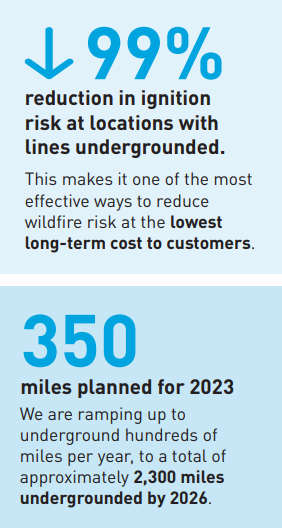 ↓ 99%
reduction in ignition
risk at locations with
lines undergrounded.
This makes it one of the most
effective ways to reduce
wildfire risk at the lowest
long-term cost to customers.
350
miles planned for 2023
We are ramping up to
underground hundreds of
miles per year, to a total of
approximately 2,300 miles
undergrounded by 2026.